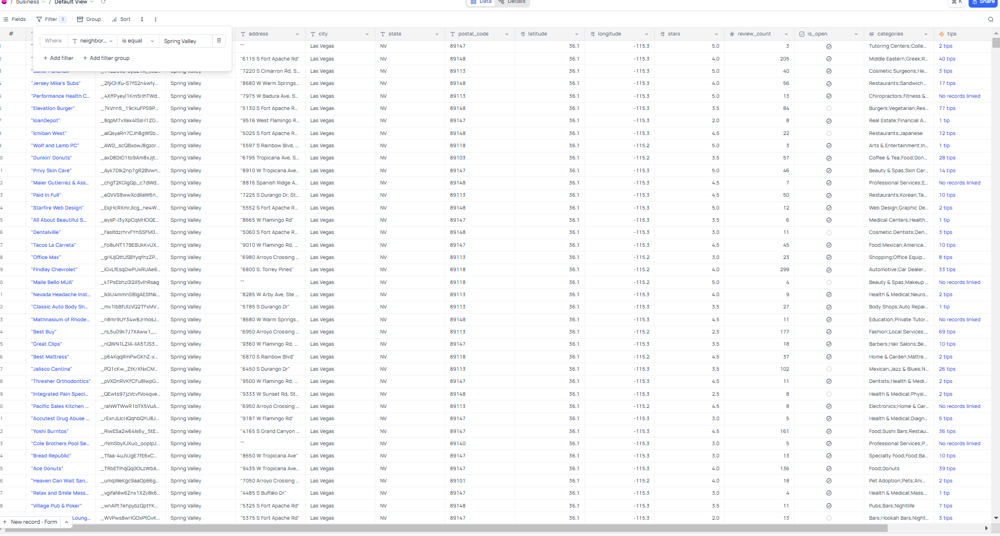 / business / Default View
Data Details
K Share
Fields Filter 1 Group Sort
# address city state postal_code latitude longitude stars review_count is_open categories tips
Where neighbor... is equal Spring Valley
+ Add filter + Add filter group
"" Las Vegas NV 89147 36.1 -115.3 5.0 3 Tutoring Centers;Colle... 2 tips
2 "6115 S Fort Apache Rd" Las Vegas NV 89148 36.1 -115.3 4.0 205 Middle Eastern;Greek;R... 40 tips
3 Spring Valley "7220 S Cimarron Rd, S... Las Vegas NV 89113 36.1 -115.3 5.0 40 Cosmetic Surgeons;He... 3 tips
"Jersey Mike's Subs" _2fjiOHfu-S7fS2n4wfy... Spring Valley "8680 W Warm Springs... Las Vegas NV 89148 36.1 -115.3 4.0 56 Restaurants;Sandwich... 17 tips
"Performance Health C... _4XffPyeyI1Km5HhTWd... Spring Valley "7975 W Badura Ave, S... Las Vegas NV 89113 36.1 -115.3 5.0 13 Chiropractors;Fitness &... No records linked
"Elevation Burger" _7kVnn5_19ckuFPS9P... Spring Valley "5130 S Fort Apache R... Las Vegas NV 89148 36.1 -115.3 3.5 84 Burgers;Vegetarian;Res... 77 tips
"loanDepot" _8qpM7vXex4ISsH1ZG... Spring Valley "9516 West Flamingo R... Las Vegas NV 89147 36.1 -115.3 2.0 8 Real Estate;Financial A... 1 tip
"Ichiban West" _aIQsyaRn7CJh8gWSb... Spring Valley "5025 S Fort Apache R... Las Vegas NV 89148 36.1 -115.3 4.5 22 Restaurants;Japanese 12 tips
"Wolf and Lamb PC" _AWD_scQBxowJ8gzor... Spring Valley "5597 S Rainbow Blvd, ... Las Vegas NV 89118 36.1 -115.2 5.0 3 Arts & Entertainment;In... 1 tip
0 "Dunkin' Donuts" _axD8DiO1to9Am8xJjt... Spring Valley "6795 Tropicana Ave, S... Las Vegas NV 89103 36.1 -115.2 3.5 57 Coffee & Tea;Food;Don... 28 tips
1 "Privy Skin Care" _Ayk7DIk2np7gR2BVwn... Spring Valley "8910 W Tropicana Ave... Las Vegas NV 89147 36.1 -115.3 5.0 46 Beauty & Spas;Skin Car... 14 tips
2 "Maier Gutierrez & Ass... _chgT2KGlgQp_c7dWd... Spring Valley "8816 Spanish Ridge A... Las Vegas NV 89148 36.1 -115.3 4.5 7 Professional Services;E... No records linked
3 "Paid In Full" _eDVVS8wwXcdllaW6n... Spring Valley "7225 S Durango Dr, St... Las Vegas NV 89113 36.1 -115.3 4.5 50 Restaurants;Korean;Ta... 10 tips
4 "Starfire Web Design" _EkjHcRXmrJlcg_ne4W... Spring Valley "5552 S Fort Apache R... Las Vegas NV 89148 36.1 -115.3 5.0 12 Web Design;Graphic De... 2 tips
5 "All About Beautiful S... _eysP-I3yXpCqMHOQE... Spring Valley "8665 W Flamingo Rd" Las Vegas NV 89147 36.1 -115.3 3.5 6 Medical Centers;Health... 1 tip
6 "Dentalville" _FasIfdzrhrvFYhSSFM0... Spring Valley "5060 S Fort Apache R... Las Vegas NV 89148 36.1 -115.3 3.0 11 Cosmetic Dentists;Den... 3 tips
7 "Tacos La Carreta" _Fo8uNT17BEBUkKvUX... Spring Valley "9010 W Flamingo Rd, ... Las Vegas NV 89147 36.1 -115.3 4.5 45 Food;Mexican;America... 10 tips
8 "Office Max" _gHUjQttUSBYyqfhzZP... Spring Valley "6980 Arroyo Crossing ... Las Vegas NV 89113 36.1 -115.2 3.0 23 Shopping;Office Equip... 8 tips
9 "Findlay Chevrolet" _iGvLfEsqDwPUxRUAe6... Spring Valley "6800 S. Torrey Pines" Las Vegas NV 89118 36.1 -115.2 4.0 299 Automotive;Car Dealer... 33 tips
0 "Maile Bello MUA" _k7PsEbhz0I2iI5vIhRsag Spring Valley "" Las Vegas NV 89118 36.1 -115.2 5.0 4 Beauty & Spas;Makeup ... No records linked
1 "Nevada Headache Inst... _lkliU4mmnS8lgAESfNk... Spring Valley "8285 W Arby Ave, Ste ... Las Vegas NV 89113 36.1 -115.3 4.0 9 Health & Medical;Neuro... 2 tips
2 "Classic Auto Body Sh... _mv1IbBfUlzVQ2TFxMV... Spring Valley "5785 S Durango Dr" Las Vegas NV 89113 36.1 -115.3 3.5 27 Body Shops;Auto Repai... 1 tip
3 "Mathnasium of Rhode... _n8mr9UY34w8JrmosJ... Spring Valley "8680 W Warm Springs... Las Vegas NV 89148 36.1 -115.3 4.5 11 Education;Private Tutor... No records linked
4 "Best Buy" _nL5u09k7J7XAww1_... Spring Valley "6950 Arroyo Crossing ... Las Vegas NV 89113 36.1 -115.2 2.5 177 Fashion;Local Services;... 69 tips
5 "Great Clips" _nQWN1LZIA-liA5TJS3... Spring Valley "9360 W Flamingo Rd, ... Las Vegas NV 89147 36.1 -115.3 3.5 18 Barbers;Hair Salons;Be... 10 tips
6 "Best Mattress" _p64KqqRmPwGKhZ-x... Spring Valley "6870 S Rainbow Blvd" Las Vegas NV 89118 36.1 -115.2 4.5 37 Home & Garden;Mattre... 2 tips
7 "Jalisco Cantina" _PQ1cKw_ZtKrXNxCM... Spring Valley "6450 S Durango Dr" Las Vegas NV 89113 36.1 -115.3 3.5 102 Mexican;Jazz & Blues;N... 26 tips
8 "Thresher Orthodontics" _pVXDnRVKFCFu8IwpG... Spring Valley "9500 W Flamingo Rd, ... Las Vegas NV 89147 36.1 -115.3 4.5 11 Dentists;Health & Medi... 2 tips
9 "Integrated Pain Speci... _QEwts97jzVcvfVo4qve... Spring Valley "9333 W Sunset Rd, St... Las Vegas NV 89148 36.1 -115.3 2.5 8 Health & Medical;Physi... 2 tips
0 "Pacific Sales Kitchen ... _raNWTWwR1bTX5VuA... Spring Valley "6950 Arroyo Crossing ... Las Vegas NV 89113 36.1 -115.2 4.5 8 Electronics;Home & Gar... No records linked
1 "Accutest Drug Abuse ... _rExnJLIcHQqhbQYiJ8J... Spring Valley "9187 W Flamingo Rd" Las Vegas NV 89147 36.1 -115.3 3.0 5 Health & Medical;Diagn... 5 tips
2 "Yoshi Burritos" _RiwESa2w64Is6y_5tE... Spring Valley "4165 S Grand Canyon ... Las Vegas NV 89147 36.1 -115.3 4.5 161 Food;Sushi Bars;Restau... 36 tips
3 "Cole Brothers Pool Se... _rNmSbyXJXuo_oopIpJ... Spring Valley "" Las Vegas NV 89140 36.1 -115.2 3.0 5 Professional Services;P... No records linked
4 "Bread Republic" _Tfaa-4uJVJgE7fE6xC... Spring Valley "8650 W Tropicana Ave" Las Vegas NV 89147 36.1 -115.3 3.0 13 Specialty Food;Food;Ba... 10 tips
5 "Ace Donuts" _TRbETIhqQq0OLzWbA... Spring Valley "9435 W Tropicana Ave... Las Vegas NV 89147 36.1 -115.3 4.0 136 Food;Donuts 39 tips
6 "Heaven Can Wait San... _umqWeKgc9aaOp66g... Spring Valley "7050 Arroyo Crossing ... Las Vegas NV 89101 36.1 -115.2 4.0 18 Pet Adoption;Pets;Ani... 2 tips
7 "Relax and Smile Mass... _vgifaNlw6Znx1XZv8k6... Spring Valley "4485 S Buffalo Dr" Las Vegas NV 89147 36.1 -115.3 3.0 4 Health & Medical;Mass... 1 tip
8 "Village Pub & Poker" _wnAPt7ehpybzQptYK... Spring Valley "5325 S Fort Apache Rd" Las Vegas NV 89148 36.1 -115.3 3.5 11 Pubs;Bars;Nightlife 7 tips
Loung... _WVPws8wHGOxPtGvK... Spring Valley "5375 S Fort Apache Rd" Las Vegas NV 89147 36.1 -115.3 2.0 13 Bars;Hookah Bars;Night... 3 tips
+ New record - Form